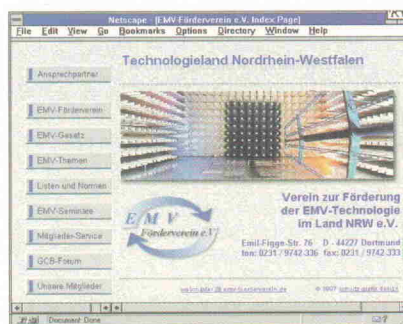 Netscape - [EMV-Förderverein e.V. Index Page]
File Edit View Go Bookmarks Options Directory Window Help
Technologieland Nordrhein-Westfalen
Ansprechpartner
EMV-Förderverein
EMV-Gesetz
EMV-Themen
Listen und Normen
EMV-Seminare
Mitglieder-Service
GCB-Forum
Unsere Mitglieder
E M V
Förderverein e.V.
Verein zur Förderung
der EMV-Technologie
im Land NRW e.V.
Emil-Figge-Str. 76 D - 44227 Dortmund
fon: 0231 / 9742-336 fax: 0231 / 9742-333
© 1997
Document: Done